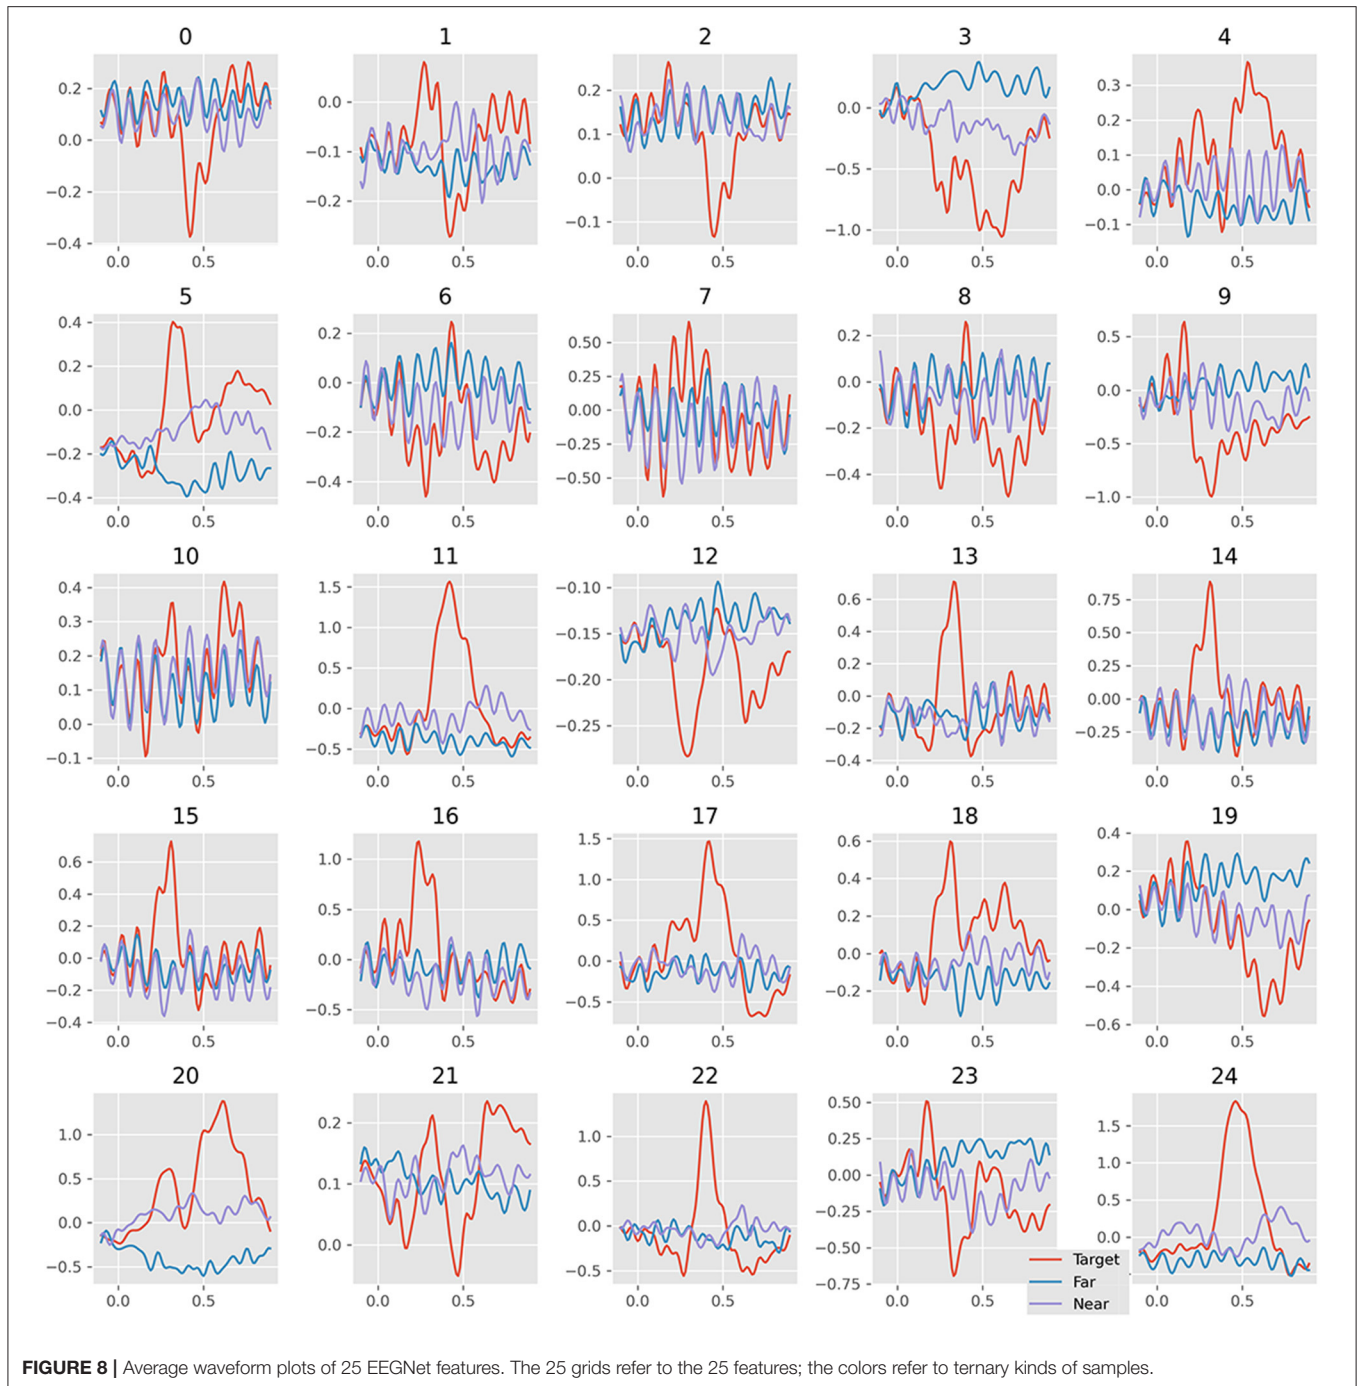 0 1 2 3 4
0.2 0.0 −0.2 −0.4 0.0 0.5
0.0 −0.1 −0.2 0.0 0.5
0.2 0.1 0.0 −0.1 0.0 0.5
0.0 −0.5 −1.0 0.0 0.5
0.3 0.2 0.1 0.0 −0.1 0.0 0.5
5 6 7 8 9
0.4 0.2 0.0 −0.2 −0.4 0.0 0.5
0.2 0.0 −0.2 −0.4 0.0 0.5
0.50 0.25 0.00 −0.25 −0.50 0.0 0.5
0.2 0.0 −0.2 −0.4 0.0 0.5
0.5 0.0 −0.5 −1.0 0.0 0.5
10 11 12 13 14
0.4 0.3 0.2 0.1 0.0 −0.1 0.0 0.5
1.5 1.0 0.5 0.0 −0.5 0.0 0.5
−0.10 −0.15 −0.20 −0.25 0.0 0.5
0.6 0.4 0.2 0.0 −0.2 −0.4 0.0 0.5
0.75 0.50 0.25 0.00 −0.25 0.0 0.5
15 16 17 18 19
0.6 0.4 0.2 0.0 −0.2 −0.4 0.0 0.5
1.0 0.5 0.0 −0.5 0.0 0.5
1.5 1.0 0.5 0.0 −0.5 0.0 0.5
0.6 0.4 0.2 0.0 −0.2 0.0 0.5
0.4 0.2 0.0 −0.2 −0.4 −0.6 0.0 0.5
20 21 22 23 24
1.0 0.5 0.0 −0.5 0.0 0.5
0.2 0.1 0.0 0.0 0.5
1.0 0.5 0.0 −0.5 0.0 0.5
0.50 0.25 0.00 −0.25 −0.50 −0.75 0.0 0.5
1.5 1.0 0.5 0.0 0.0 0.5
Target
Far
Near
FIGURE 8 | Average waveform plots of 25 EEGNet features. The 25 grids refer to the 25 features; the colors refer to ternary kinds of samples.